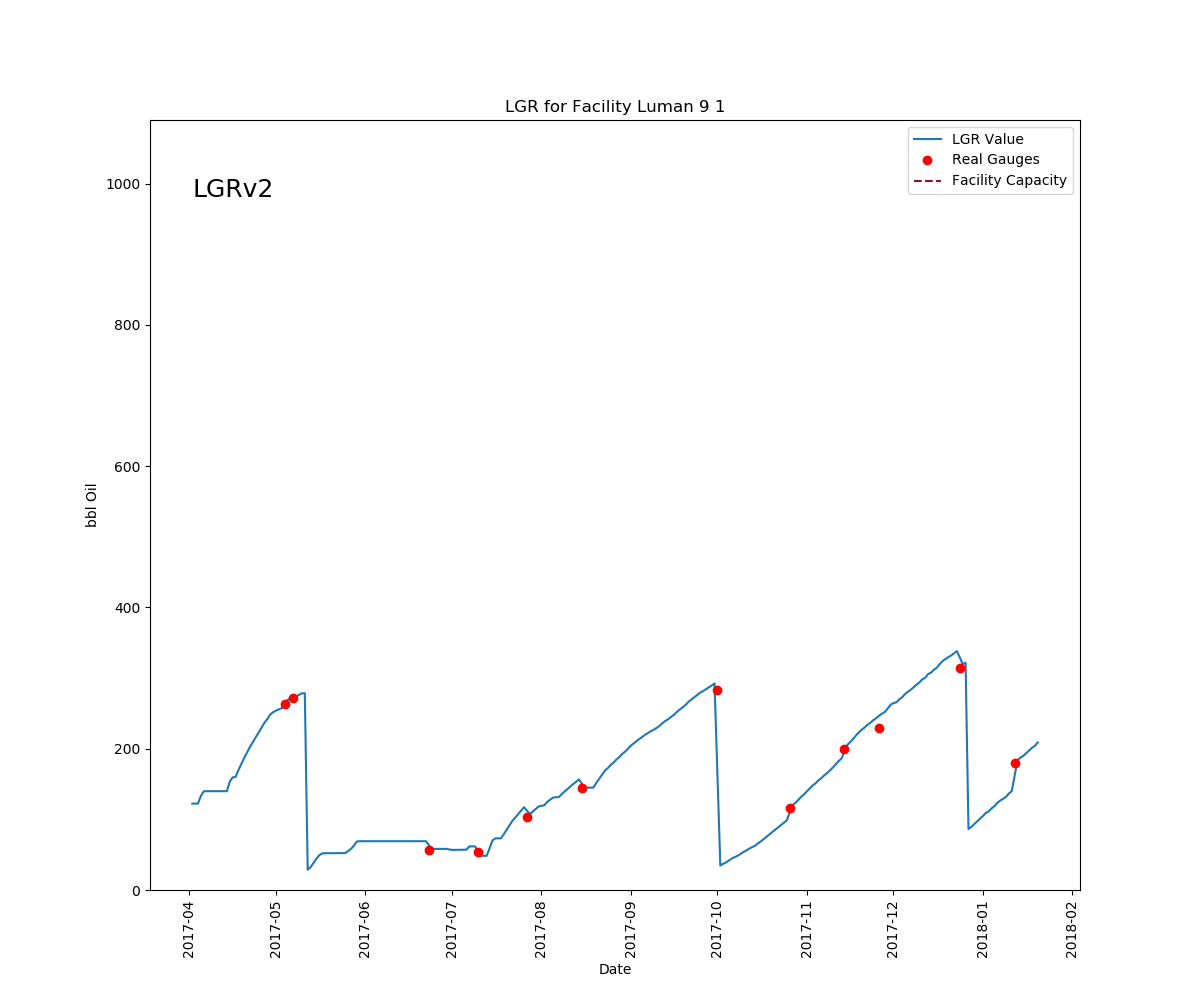 LGR for Facility Luman 9 1
LGRv2
LGR Value
Real Gauges
Facility Capacity
bbl Oil
1000
800
600
400
200
0
2017-04
2017-05
2017-06
2017-07
2017-08
2017-09
2017-10
2017-11
2017-12
2018-01
2018-02
Date